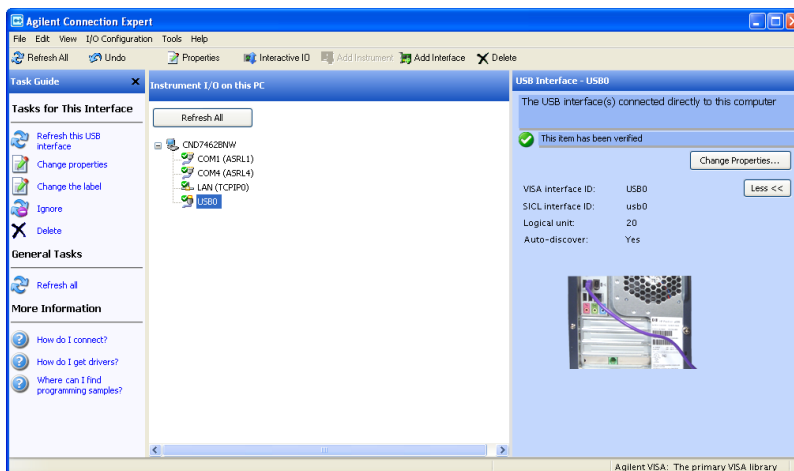 Agilent Connection Expert
File Edit View I/O Configuration Tools Help
Refresh All Undo Properties Interactive IO Add Instrument Add Interface Delete
Task Guide
Tasks for This Interface
Refresh this USB
interface
Change properties
Change the label
Ignore
Delete
General Tasks
Refresh all
More Information
How do I connect?
How do I get drivers?
Where can I find
programming samples?
Instrument I/O on this PC
Refresh All
CND7462BNW
COM1 (ASRL1)
COM4 (ASRL4)
LAN (TCPIP0)
USB0
USB Interface - USB0
The USB interface(s) connected directly to this computer
This item has been verified
Change Properties...
VISA interface ID: USB0
Less <<
SICL interface ID: usb0
Logical unit: 20
Auto-discover: Yes
Agilent VISA: The primary VISA library